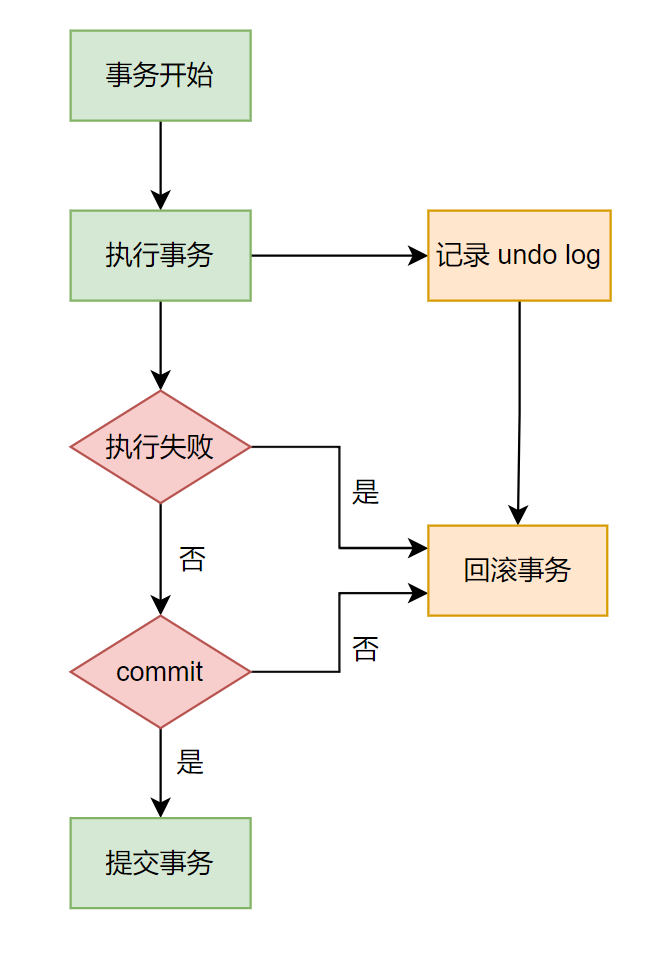 事务开始
执行事务
记录 undo log
执行失败
是
否
回滚事务
否
commit
是
提交事务